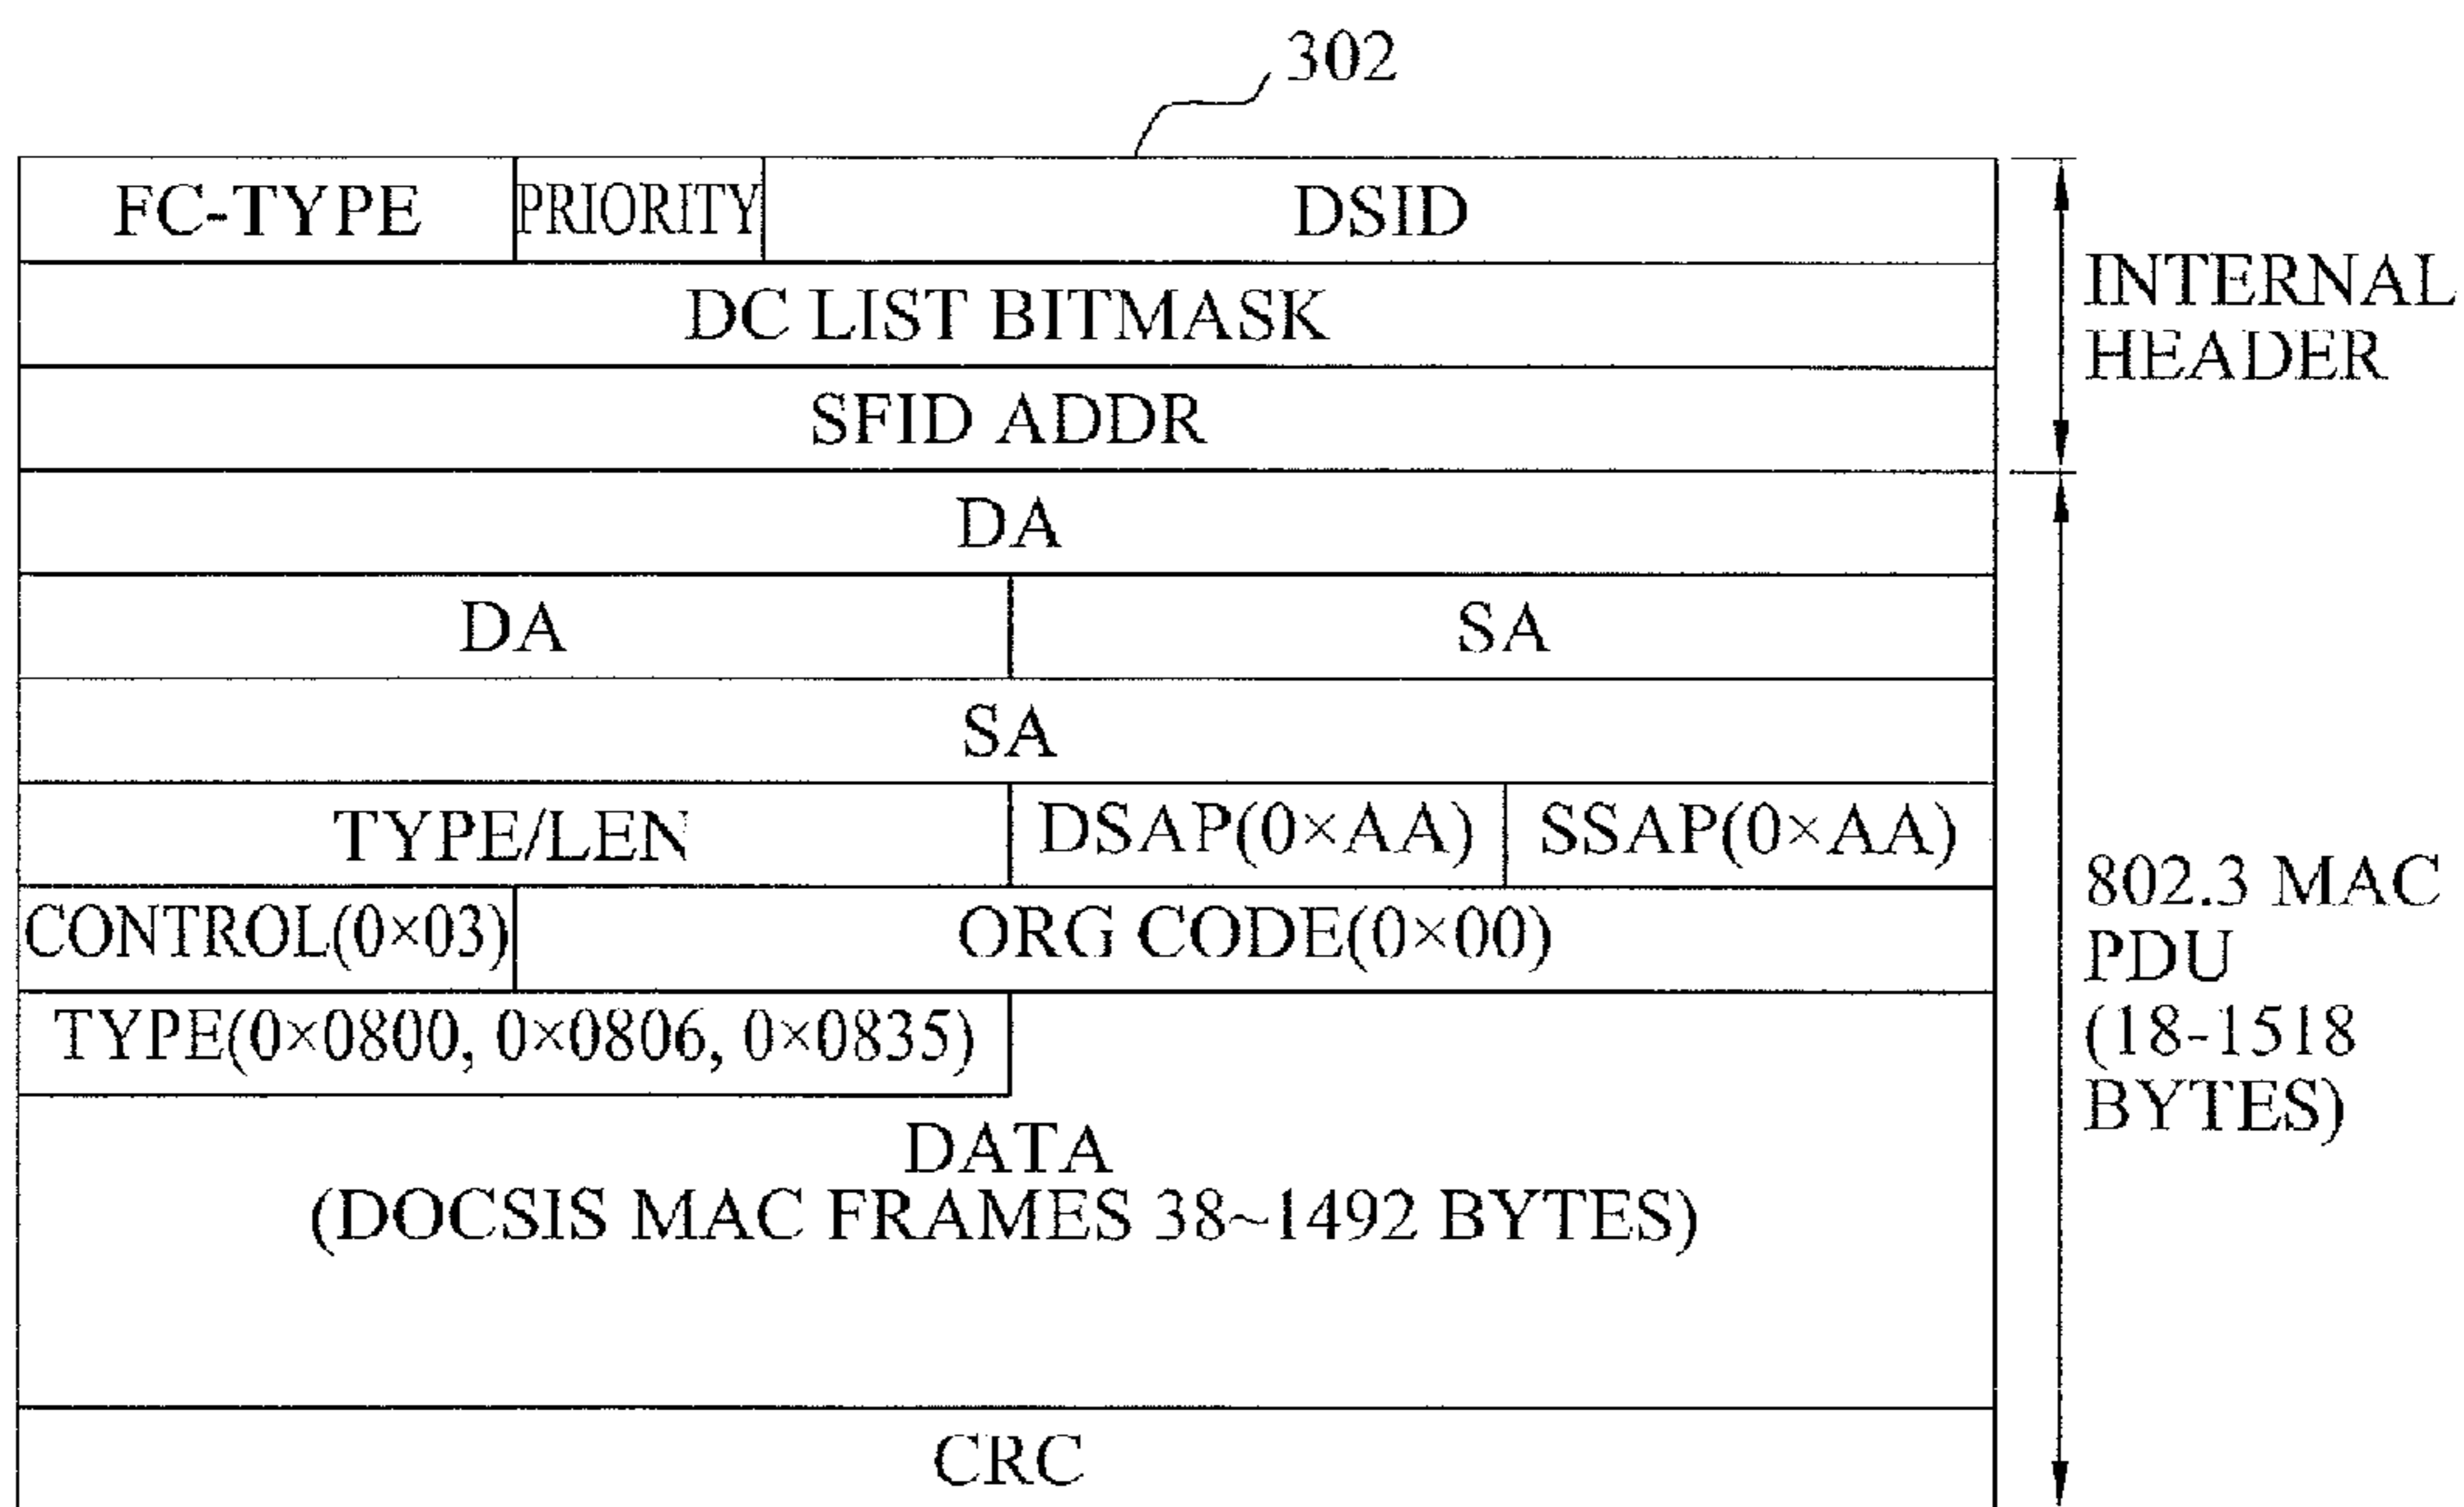 302
FC-TYPE PRIORITY DSID
INTERNAL
HEADER
DC LIST BITMASK
SFID ADDR
DA
DA SA
SA
TYPE/LEN DSAP(0×AA) SSAP(0×AA)
CONTROL(0×03) ORG CODE(0×00)
TYPE(0×0800, 0×0806, 0×0835)
DATA
(DOCSIS MAC FRAMES 38~1492 BYTES)
CRC
802.3 MAC
PDU
(18-1518
BYTES)